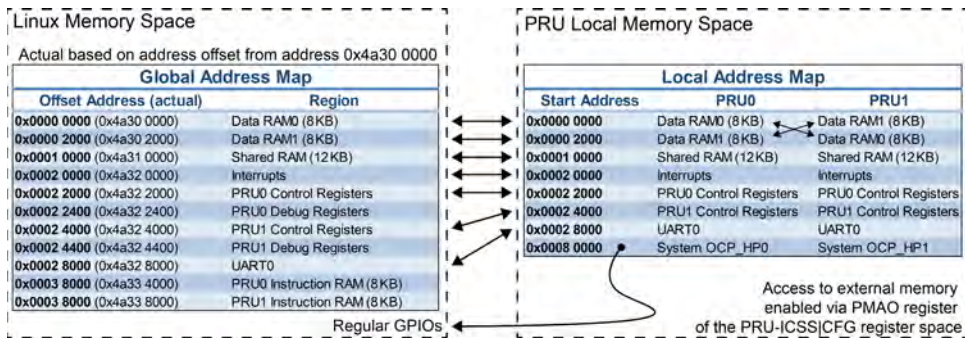 Linux Memory Space
Actual based on address offset from address 0x4a30 0000
Global Address Map
Offset Address (actual) Region
0x0000 0000 (0x4a30 0000) Data RAM0 (8KB)
0x0000 2000 (0x4a30 2000) Data RAM1 (8KB)
0x0001 0000 (0x4a31 0000) Shared RAM (12KB)
0x0002 0000 (0x4a32 0000) Interrupts
0x0002 2000 (0x4a32 2000) PRU0 Control Registers
0x0002 2400 (0x4a32 2400) PRU0 Debug Registers
0x0002 4000 (0x4a32 4000) PRU1 Control Registers
0x0002 4400 (0x4a32 4400) PRU1 Debug Registers
0x0002 8000 (0x4a32 8000) UART0
0x0003 8000 (0x4a33 4000) PRU0 Instruction RAM (8KB)
0x0003 8000 (0x4a33 8000) PRU1 Instruction RAM (8KB)
Regular GPIOs
PRU Local Memory Space
Local Address Map
Start Address PRU0 PRU1
0x0000 0000 Data RAM0 (8KB) Data RAM1 (8KB)
0x0000 2000 Data RAM1 (8KB) Data RAM0 (8KB)
0x0001 0000 Shared RAM (12KB) Shared RAM (12KB)
0x0002 0000 Interrupts Interrupts
0x0002 2000 PRU0 Control Registers PRU0 Control Registers
0x0002 4000 PRU1 Control Registers PRU1 Control Registers
0x0002 8000 UART0 UART0
0x0008 0000 System OCP_HP0 System OCP_HP1
Access to external memory
enabled via PMAO register
of the PRU-ICSS|CFG register space